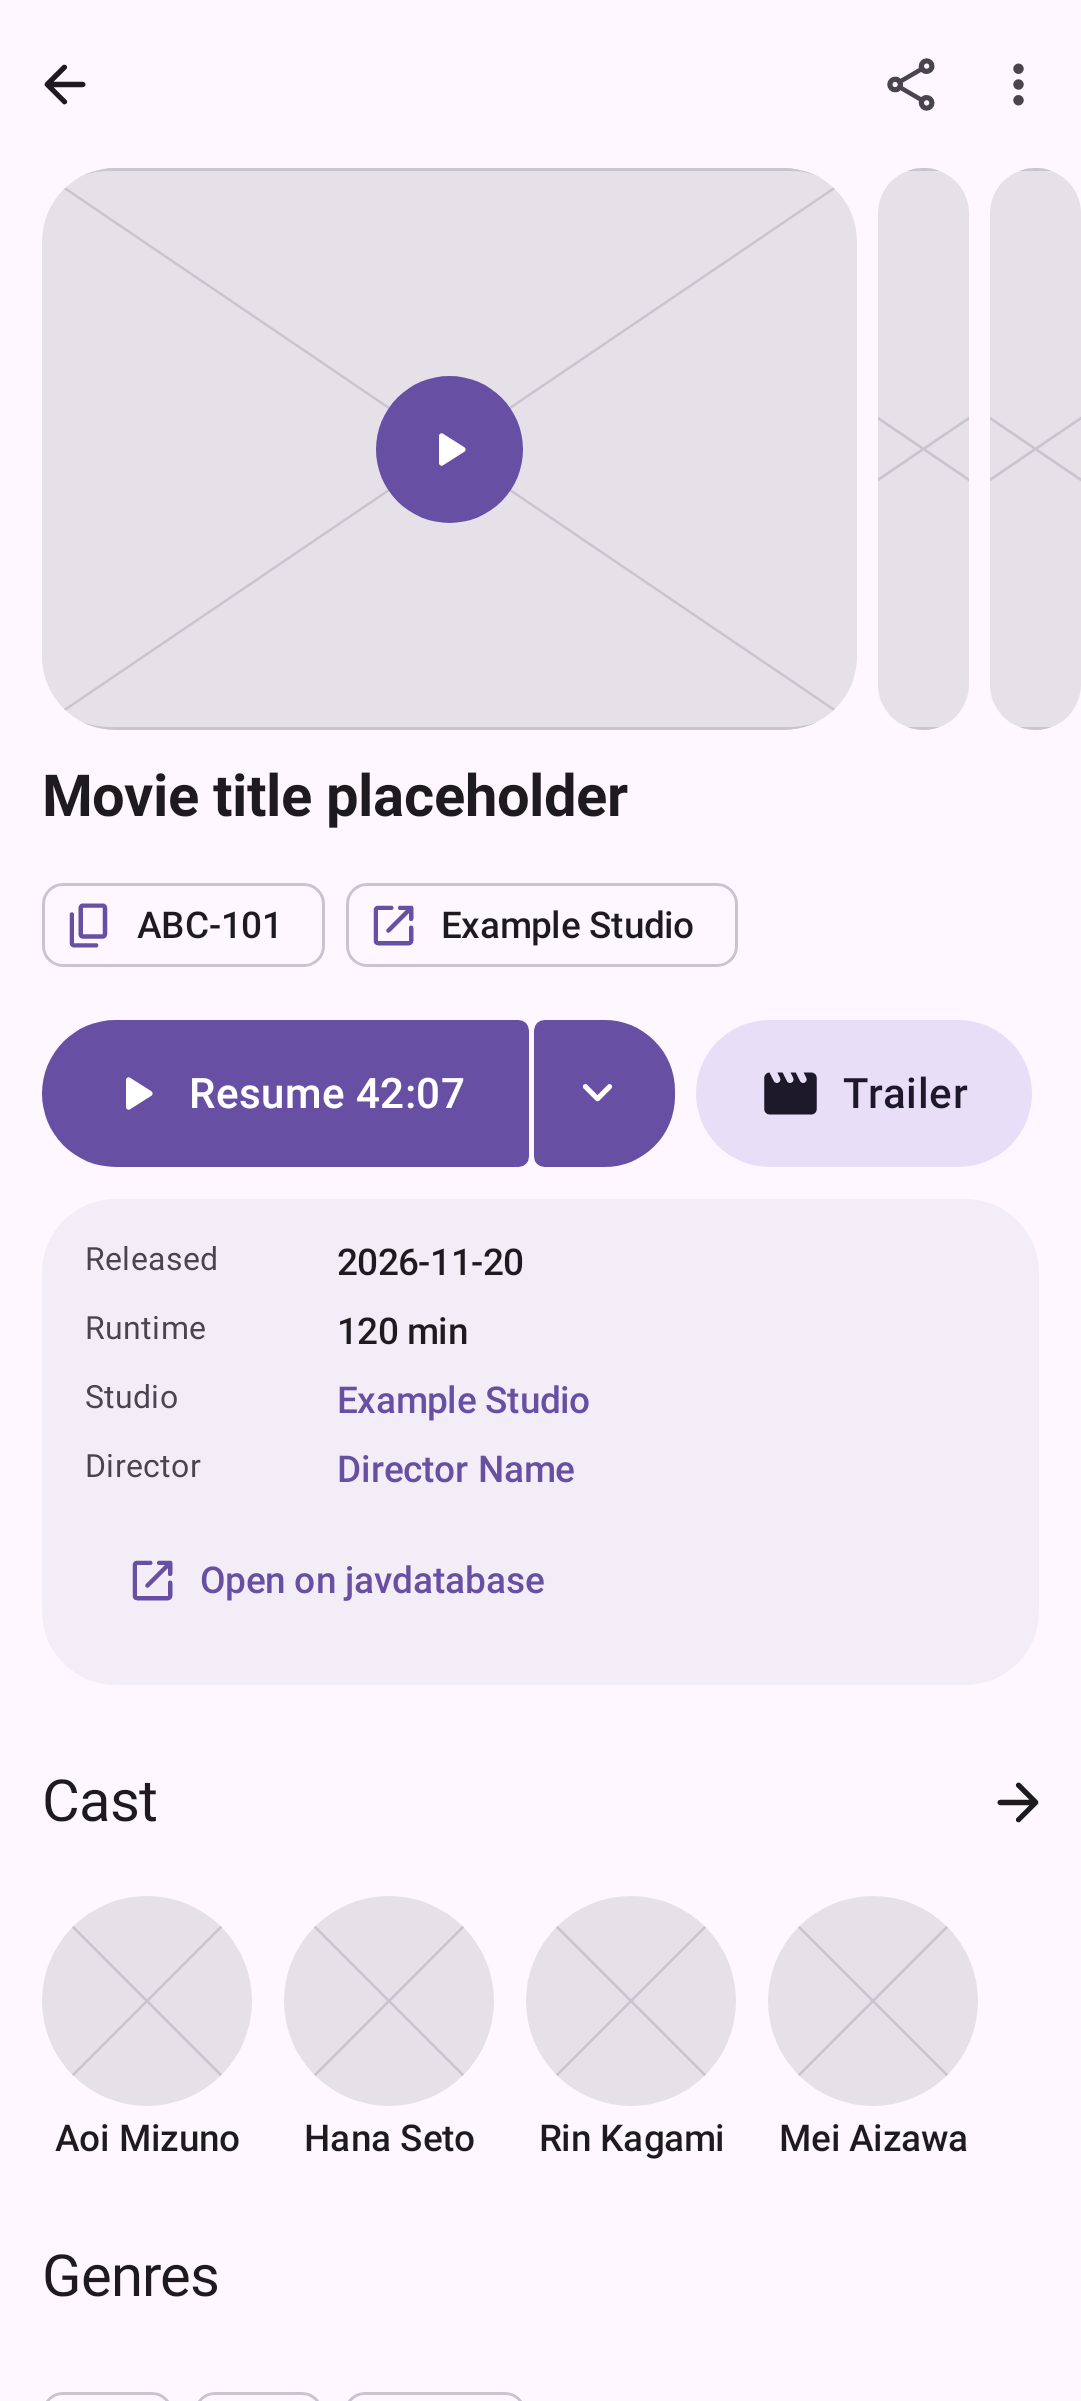 Movie title placeholder
ABC-101
Example Studio
Resume 42:07
Trailer
Released 2026-11-20
Runtime 120 min
Studio Example Studio
Director Director Name
Open on javdatabase
Cast
Aoi Mizuno
Hana Seto
Rin Kagami
Mei Aizawa
Genres